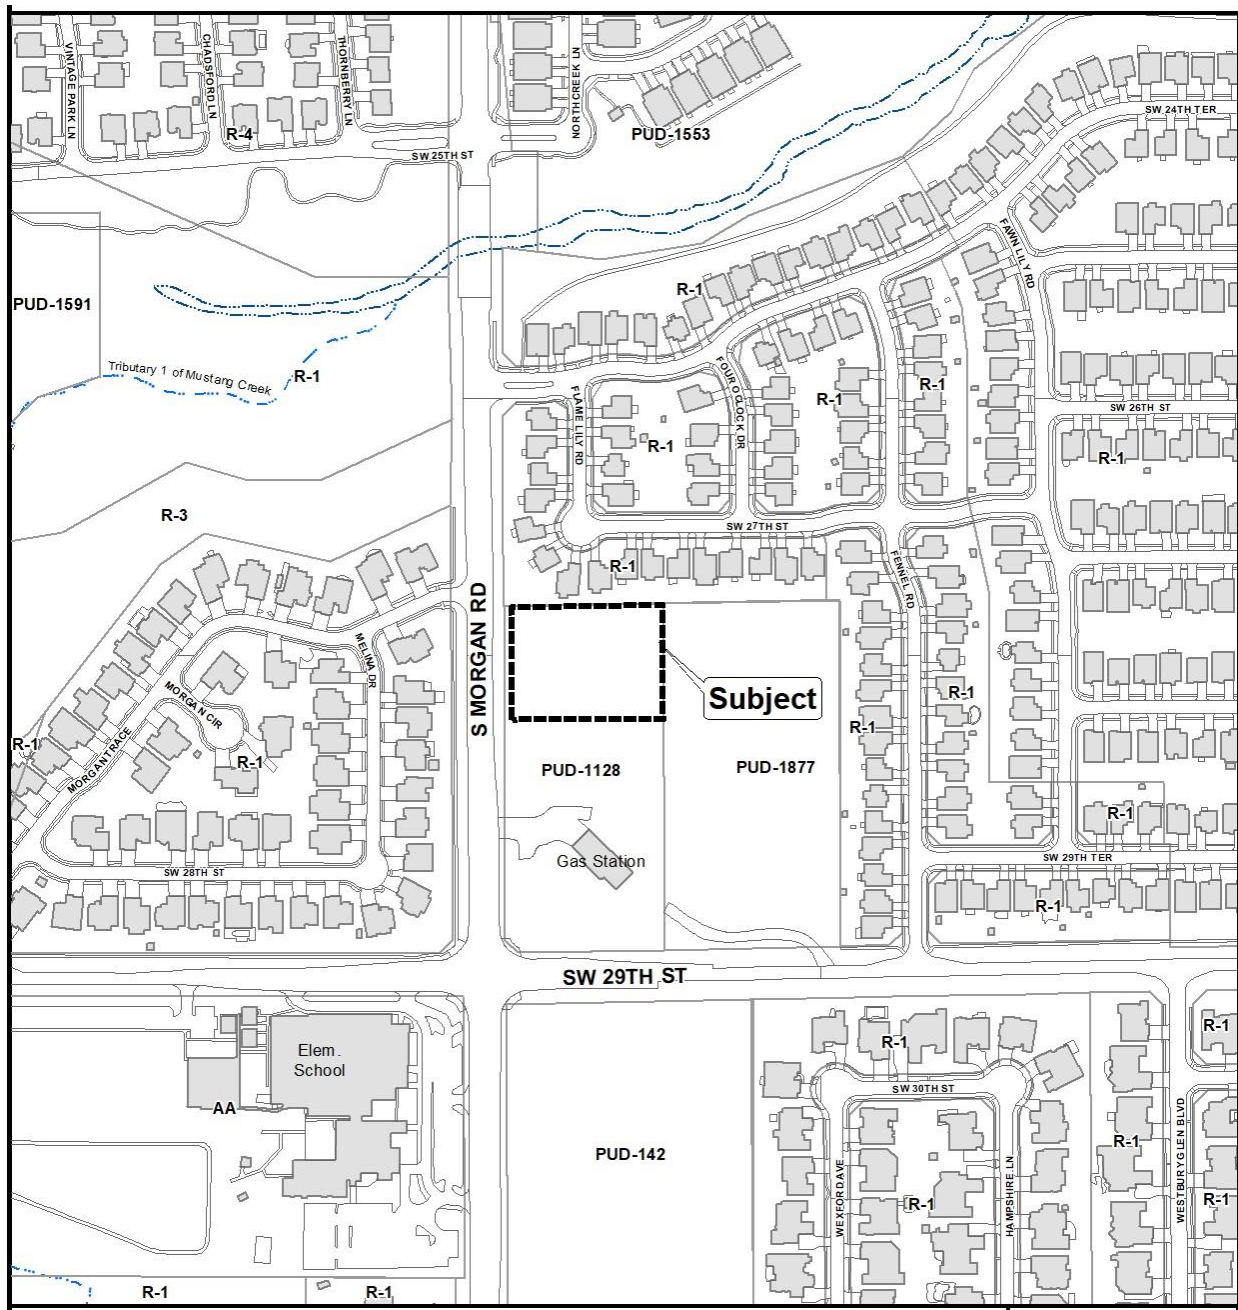 VINTAGE PARK LN
CHADSFORD LN
THORNBERRY LN
NORTHCREEK LN
R-4
PUD-1553
SW 24TH TER
SW 25TH ST
FAWN LILY RD
R-1
PUD-1591
Tributary 1 of Mustang Creek
R-1
FOUR O CLOCK DR
FLAME LILY RD
R-1
R-1
R-1
SW 26TH ST
R-1
R-3
SW 27TH ST
FENNEL RD
R-1
S MORGAN RD
MELINA DR
MORGAN CIR
MORGAN TRACE
R-1
R-1
Subject
R-1
R-1
PUD-1128
PUD-1877
R-1
Gas Station
SW 28TH ST
SW 29TH TER
R-1
SW 29TH ST
Elem.
School
AA
R-1
R-1
SW 30TH ST
PUD-142
WEXFORD AVE
HAMPSHIRE LN
WESTBURY GLEN BLVD
R-1
R-1
R-1
R-1
R-1